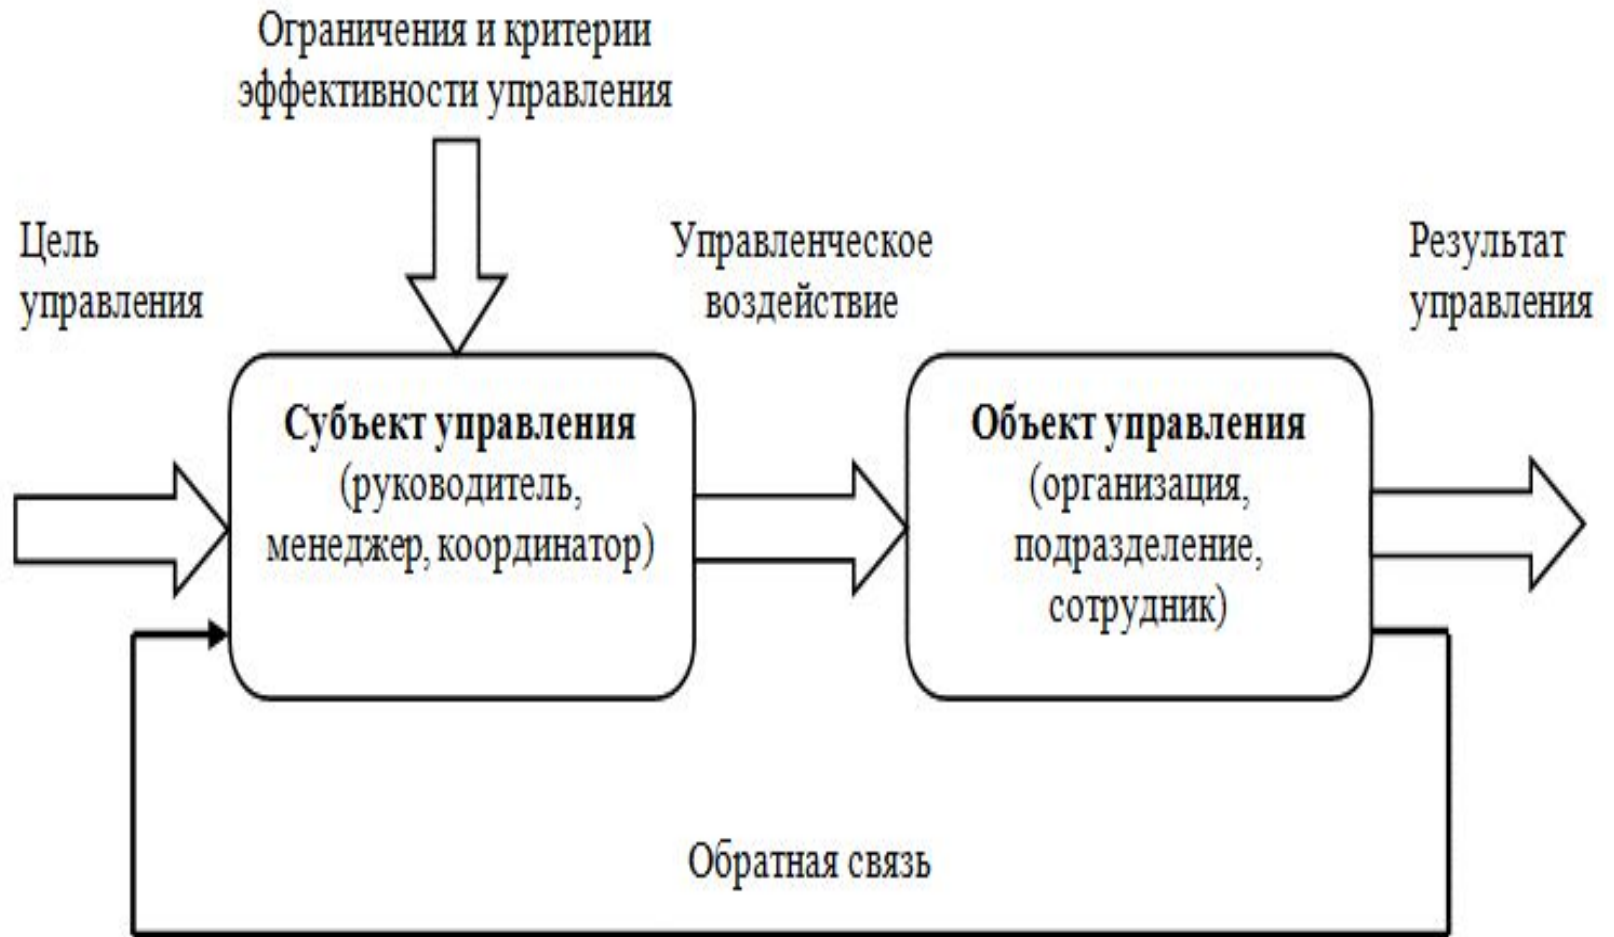 Ограничения и критерии
эффективности управления
Цель
управления
Управленческое
воздействие
Результат
управления
Субъект управления
(руководитель,
менеджер, координатор)
Объект управления
(организация,
подразделение,
сотрудник)
Обратная связь